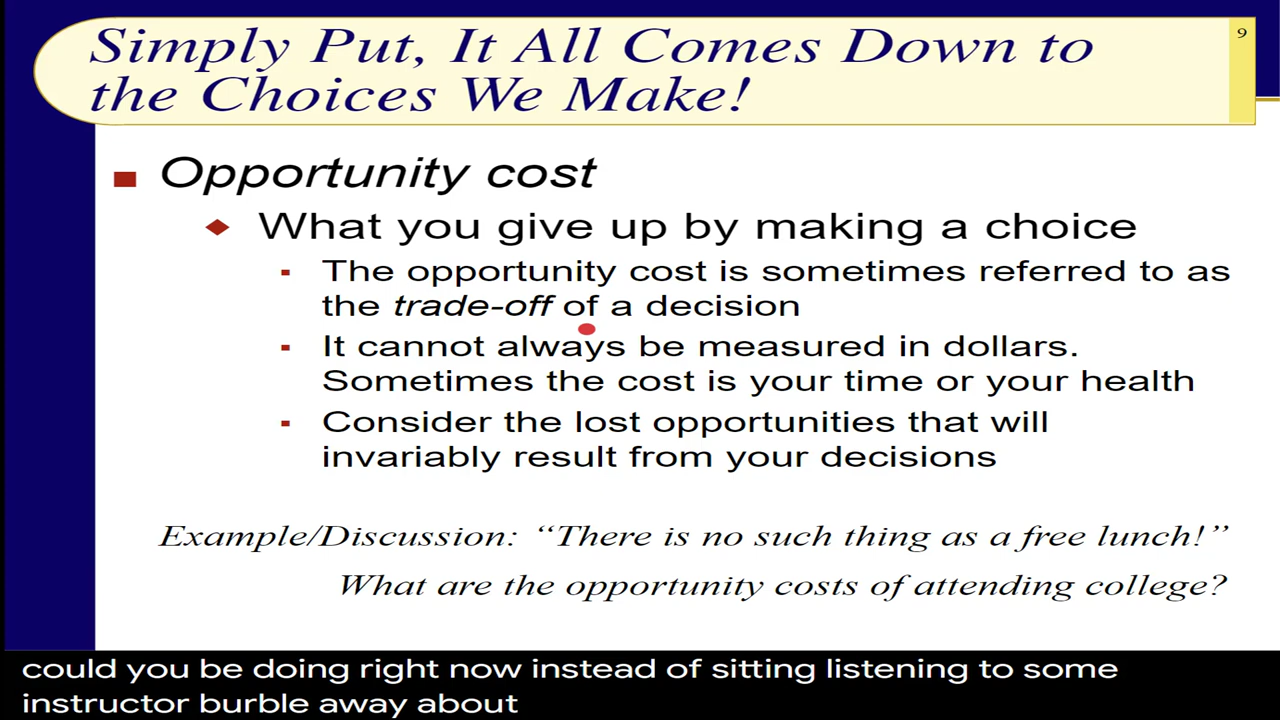 Simply Put, It All Comes Down to
the Choices We Make!
9
Opportunity cost
What you give up by making a choice
The opportunity cost is sometimes referred to as
the trade-off of a decision
It cannot always be measured in dollars.
Sometimes the cost is your time or your health
Consider the lost opportunities that will
invariably result from your decisions
Example/Discussion: “There is no such thing as a free lunch!”
What are the opportunity costs of attending college?
could you be doing right now instead of sitting listening to some
instructor burble away about